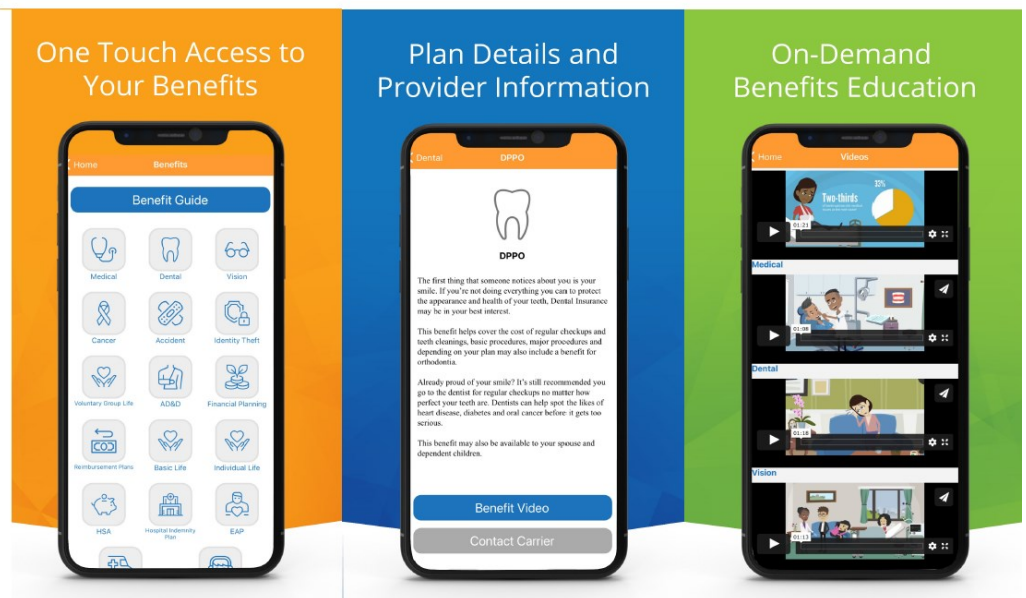 One Touch Access to
Your Benefits
Home
Benefits
Benefit Guide
Medical
Dental
Vision
Cancer
Accident
Identity Theft
Voluntary Group Life
AD&D
Financial Planning
Reimbursement Plans
Basic Life
Individual Life
HSA
Hospital Indemnity
Plan
EAP
Plan Details and
Provider Information
Dental
DPPO
DPPO
The first thing that someone notices about you is your
smile. If you're not doing everything you can to protect
the appearance and health of your teeth, Dental Insurance
may be in your best interest.
This benefit helps cover the cost of regular checkups and
teeth cleanings, basic procedures, major procedures and
depending on your plan may also include a benefit for
orthodontia.
Already proud of your smile? It's still recommended you
go to the dentist for regular checkups no matter how
perfect your teeth are. Dentists can help spot the likes of
heart disease, diabetes and oral cancer before it gets too
serious.
This benefit may also be available to your spouse and
dependent children.
Benefit Video
Contact Carrier
On-Demand
Benefits Education
Home
Videos
33%
Two-thirds
01:21
Medical
01:08
Dental
01:18
Vision
01:13